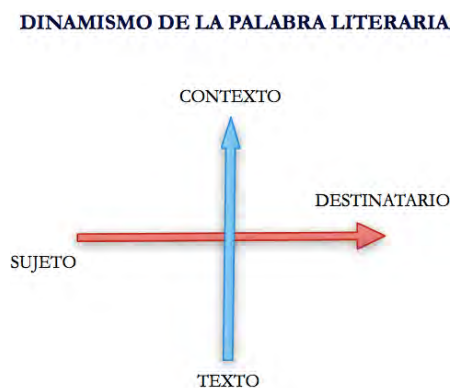 DINAMISMO DE LA PALABRA LITERARIA
CONTEXTO
DESTINATARIO
SUJETO
TEXTO